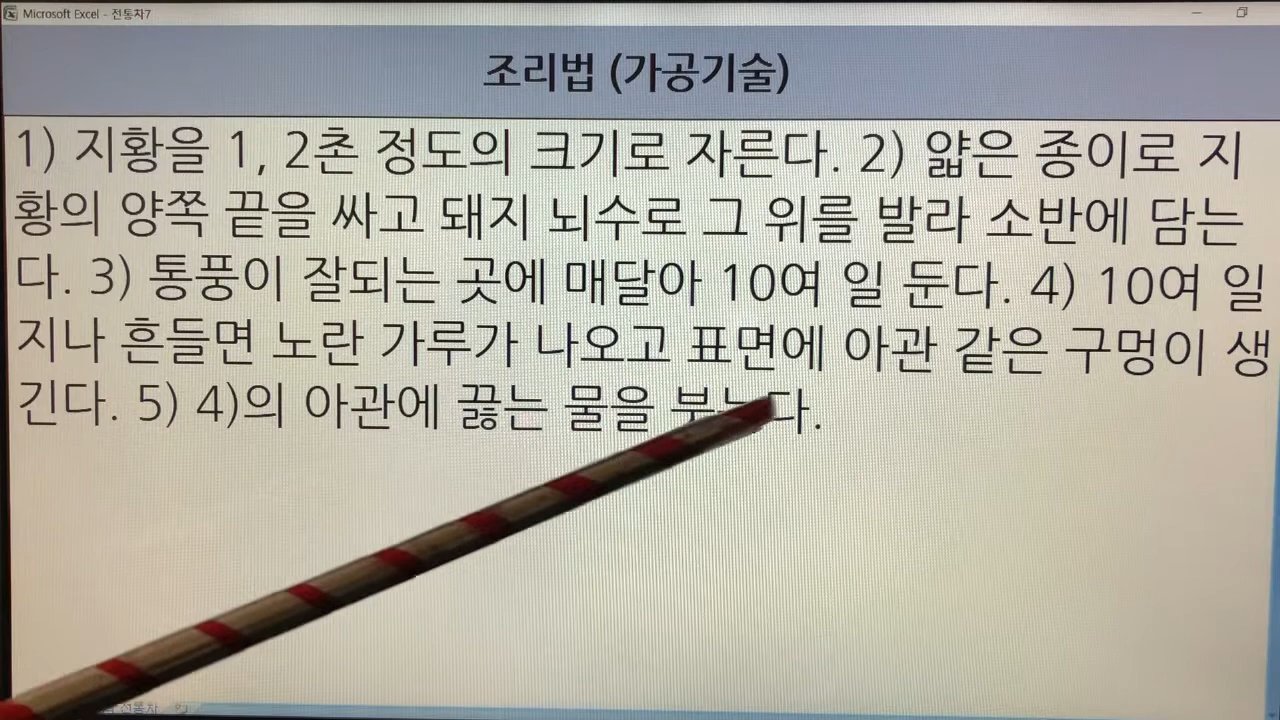 Microsoft Excel - 전통차7
조리법 (가공기술)
1) 지황을 1, 2촌 정도의 크기로 자른다. 2) 얇은 종이로 지
황의 양쪽 끝을 싸고 돼지 뇌수로 그 위를 발라 소반에 담는
다. 3) 통풍이 잘되는 곳에 매달아 10여 일 둔다. 4) 10여 일
지나 흔들면 노란 가루가 나오고 표면에 아관 같은 구멍이 생
긴다. 5) 4)의 아관에 끓는 물을 붓는다.
전통차